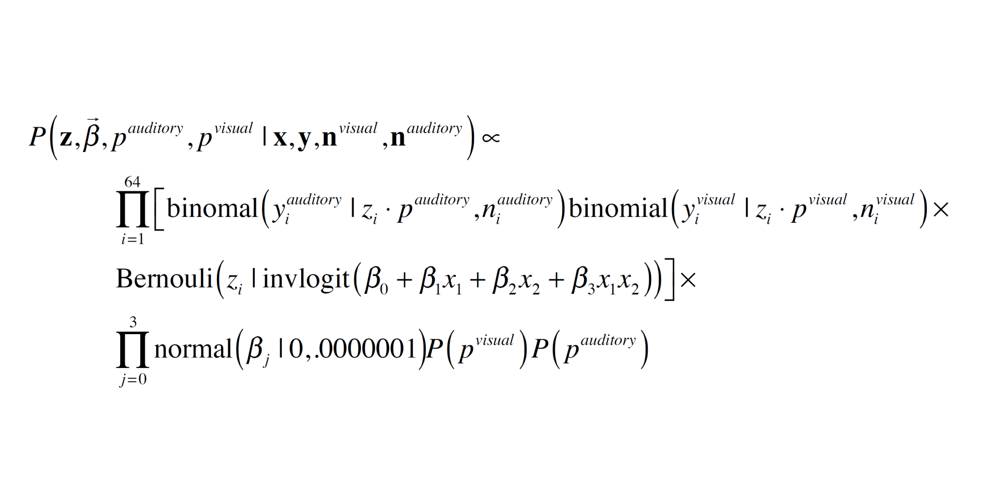 P(z,β⃗,p^{auditory},p^{visual} | x,y,n^{visual},n^{auditory}) ∝
∏_{i=1}^{64}[binomal(y_i^{auditory} | z_i · p^{auditory},n_i^{auditory})binomial(y_i^{visual} | z_i · p^{visual},n_i^{visual})×
Bernouli(z_i | invlogit(β_0 + β_1x_1 + β_2x_2 + β_3x_1x_2))]×
∏_{j=0}^{3}normal(β_j | 0,.0000001)P(p^{visual})P(p^{auditory})